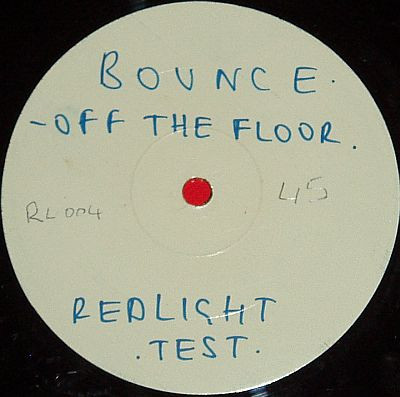 BOUNCE.
-OFF THE FLOOR.
45
RL004
REDLIGHT
.TEST.